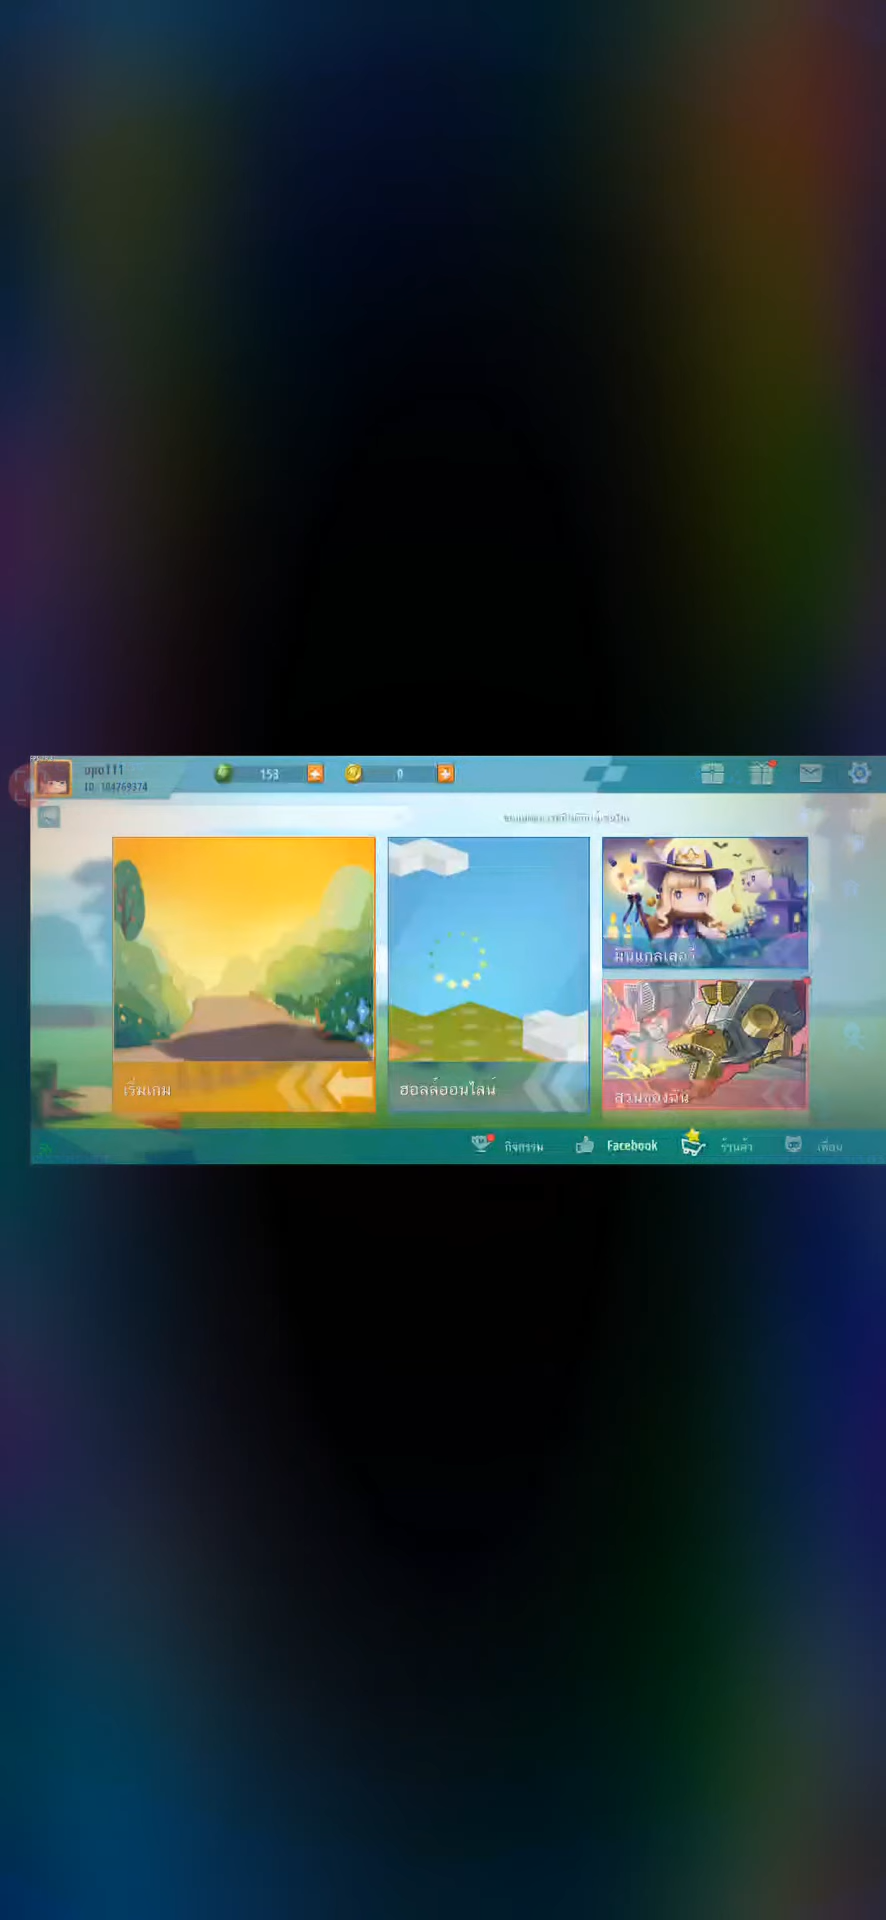 153
0
ID: 184769374
มินิแกลเลอรี่
เริ่มเกม
ฮอลล์ออนไลน์
สวนของฉัน
กิจกรรม
Facebook
ร้านค้า
เพื่อน